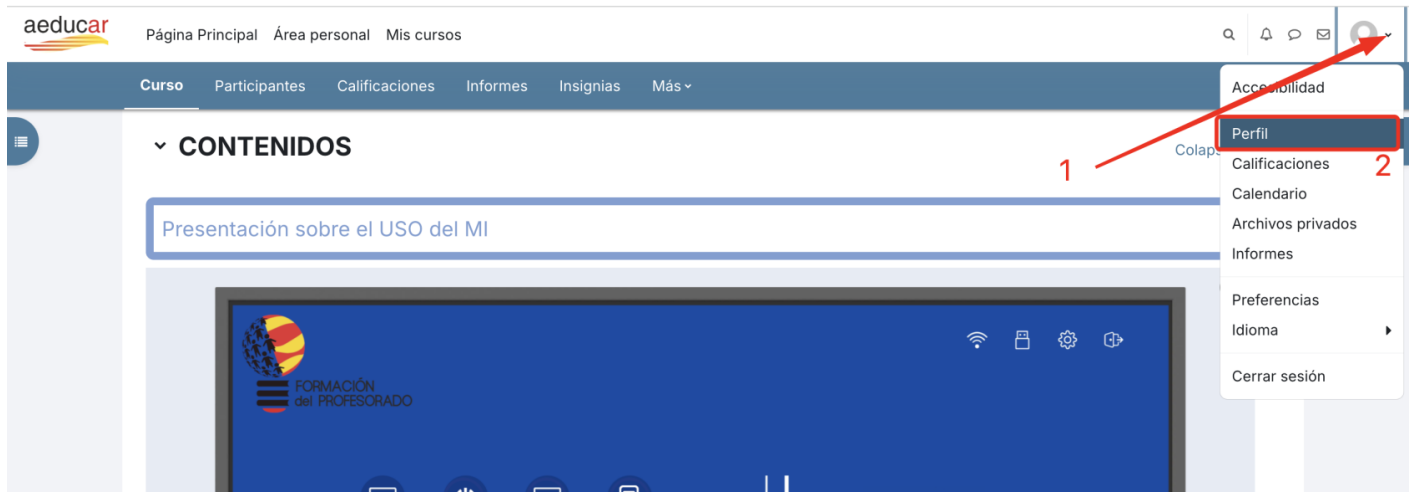 aeducar
Página Principal Área personal Mis cursos
Curso Participantes Calificaciones Informes Insignias Más
Accesibilidad
CONTENIDOS
Colap
1
Perfil
2
Calificaciones
Calendario
Archivos privados
Informes
Presentación sobre el USO del MI
Preferencias
Idioma
Cerrar sesión
FORMACIÓN
del PROFESORADO